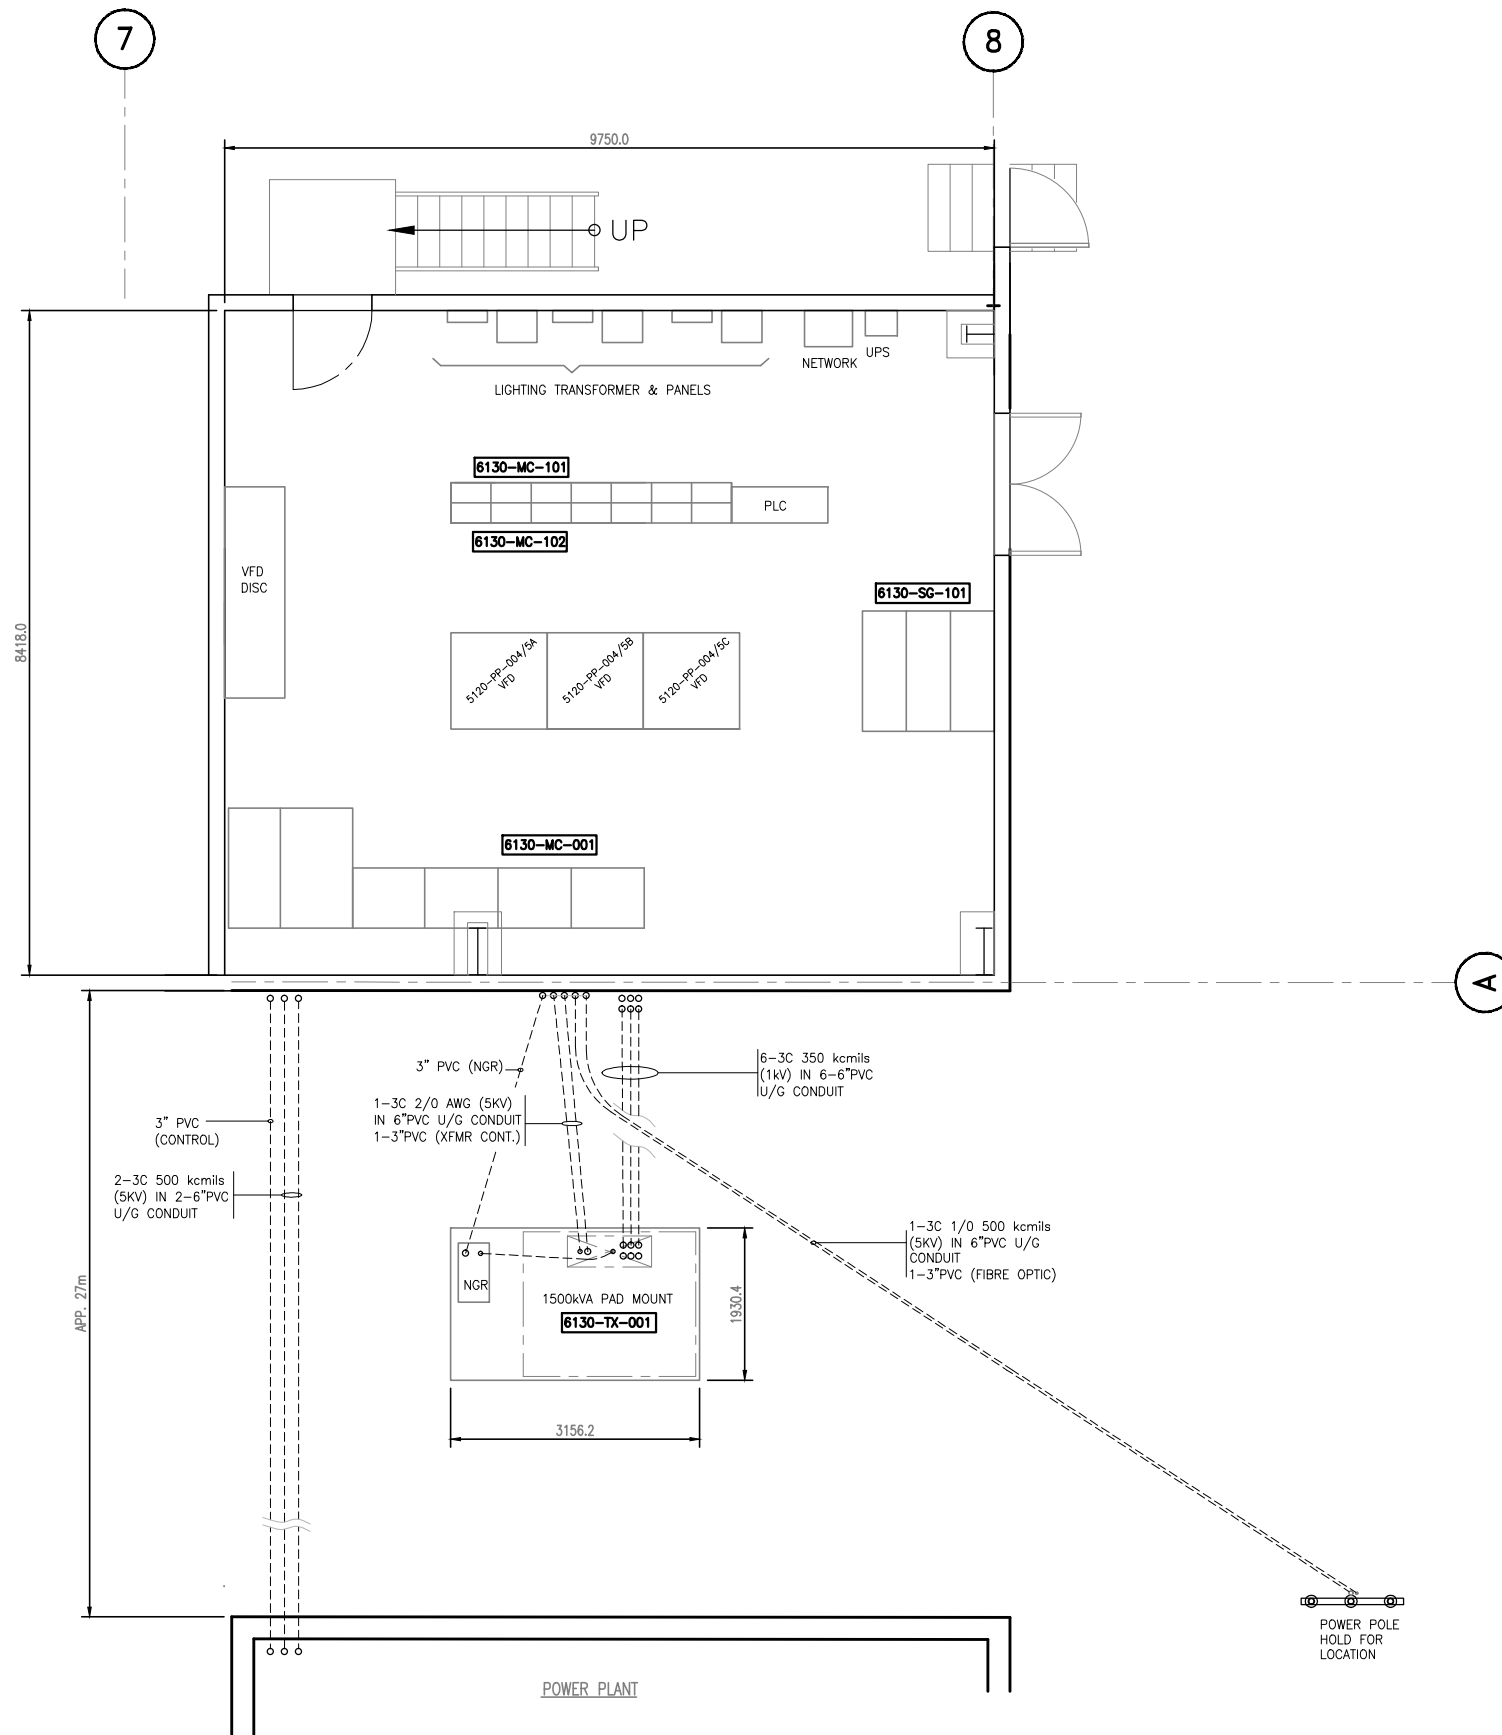 7
8
9750.0
UP
NETWORK
UPS
LIGHTING TRANSFORMER & PANELS
6130-MC-101
PLC
6130-MC-102
VFD
DISC
6130-SG-101
8418.0
5120-PP-004/5A
VFD
5120-PP-004/5B
VFD
5120-PP-004/5C
VFD
6130-MC-001
A
3" PVC (NGR)
6-3C 350 kcmils
(1kV) IN 6-6"PVC
U/G CONDUIT
1-3C 2/0 AWG (5KV)
IN 6"PVC U/G CONDUIT
1-3"PVC (XFMR CONT.)
3" PVC
(CONTROL)
2-3C 500 kcmils
(5KV) IN 2-6"PVC
U/G CONDUIT
1-3C 1/0 500 kcmils
(5KV) IN 6"PVC U/G
CONDUIT
1-3"PVC (FIBRE OPTIC)
NGR
1500kVA PAD MOUNT
6130-TX-001
1930.4
APP. 27m
3156.2
POWER POLE
HOLD FOR
LOCATION
POWER PLANT